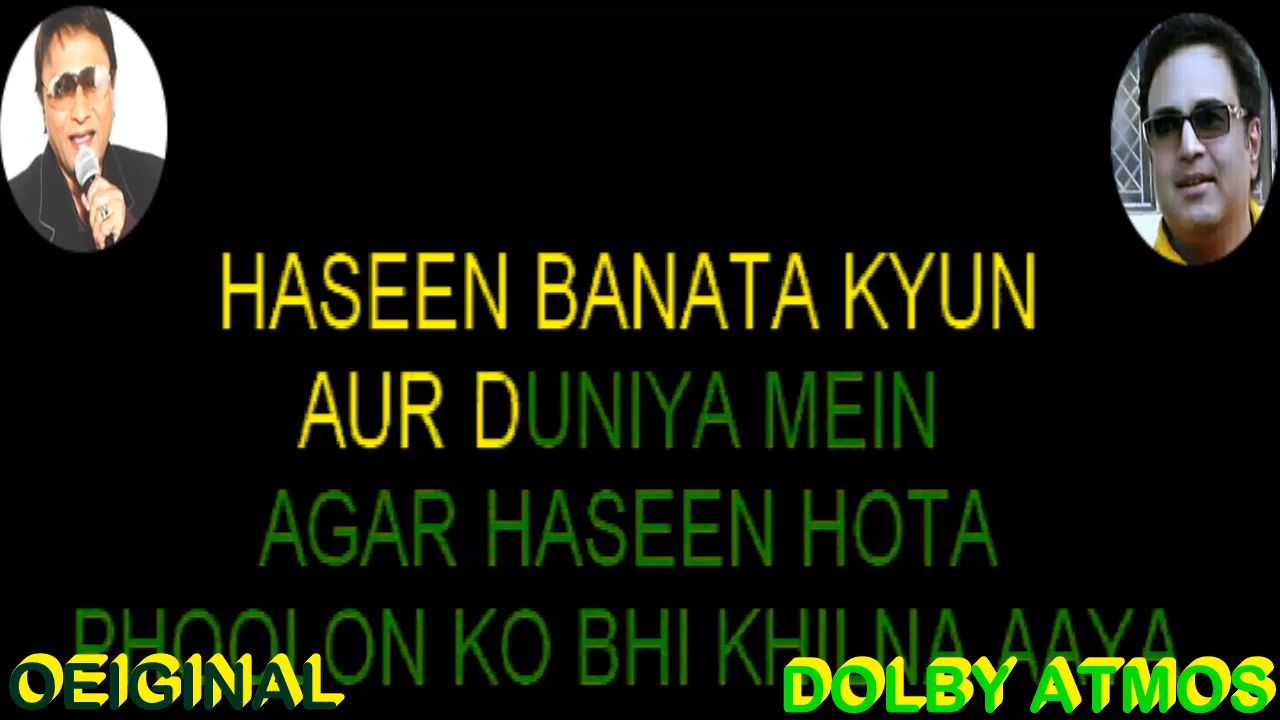 HASEEN BANATA KYUN
AUR DUNIYA MEIN
AGAR HASEEN HOTA
PHOOLON KO BHI KHILNA AAYA
OEIGINAL
DOLBY ATMOS